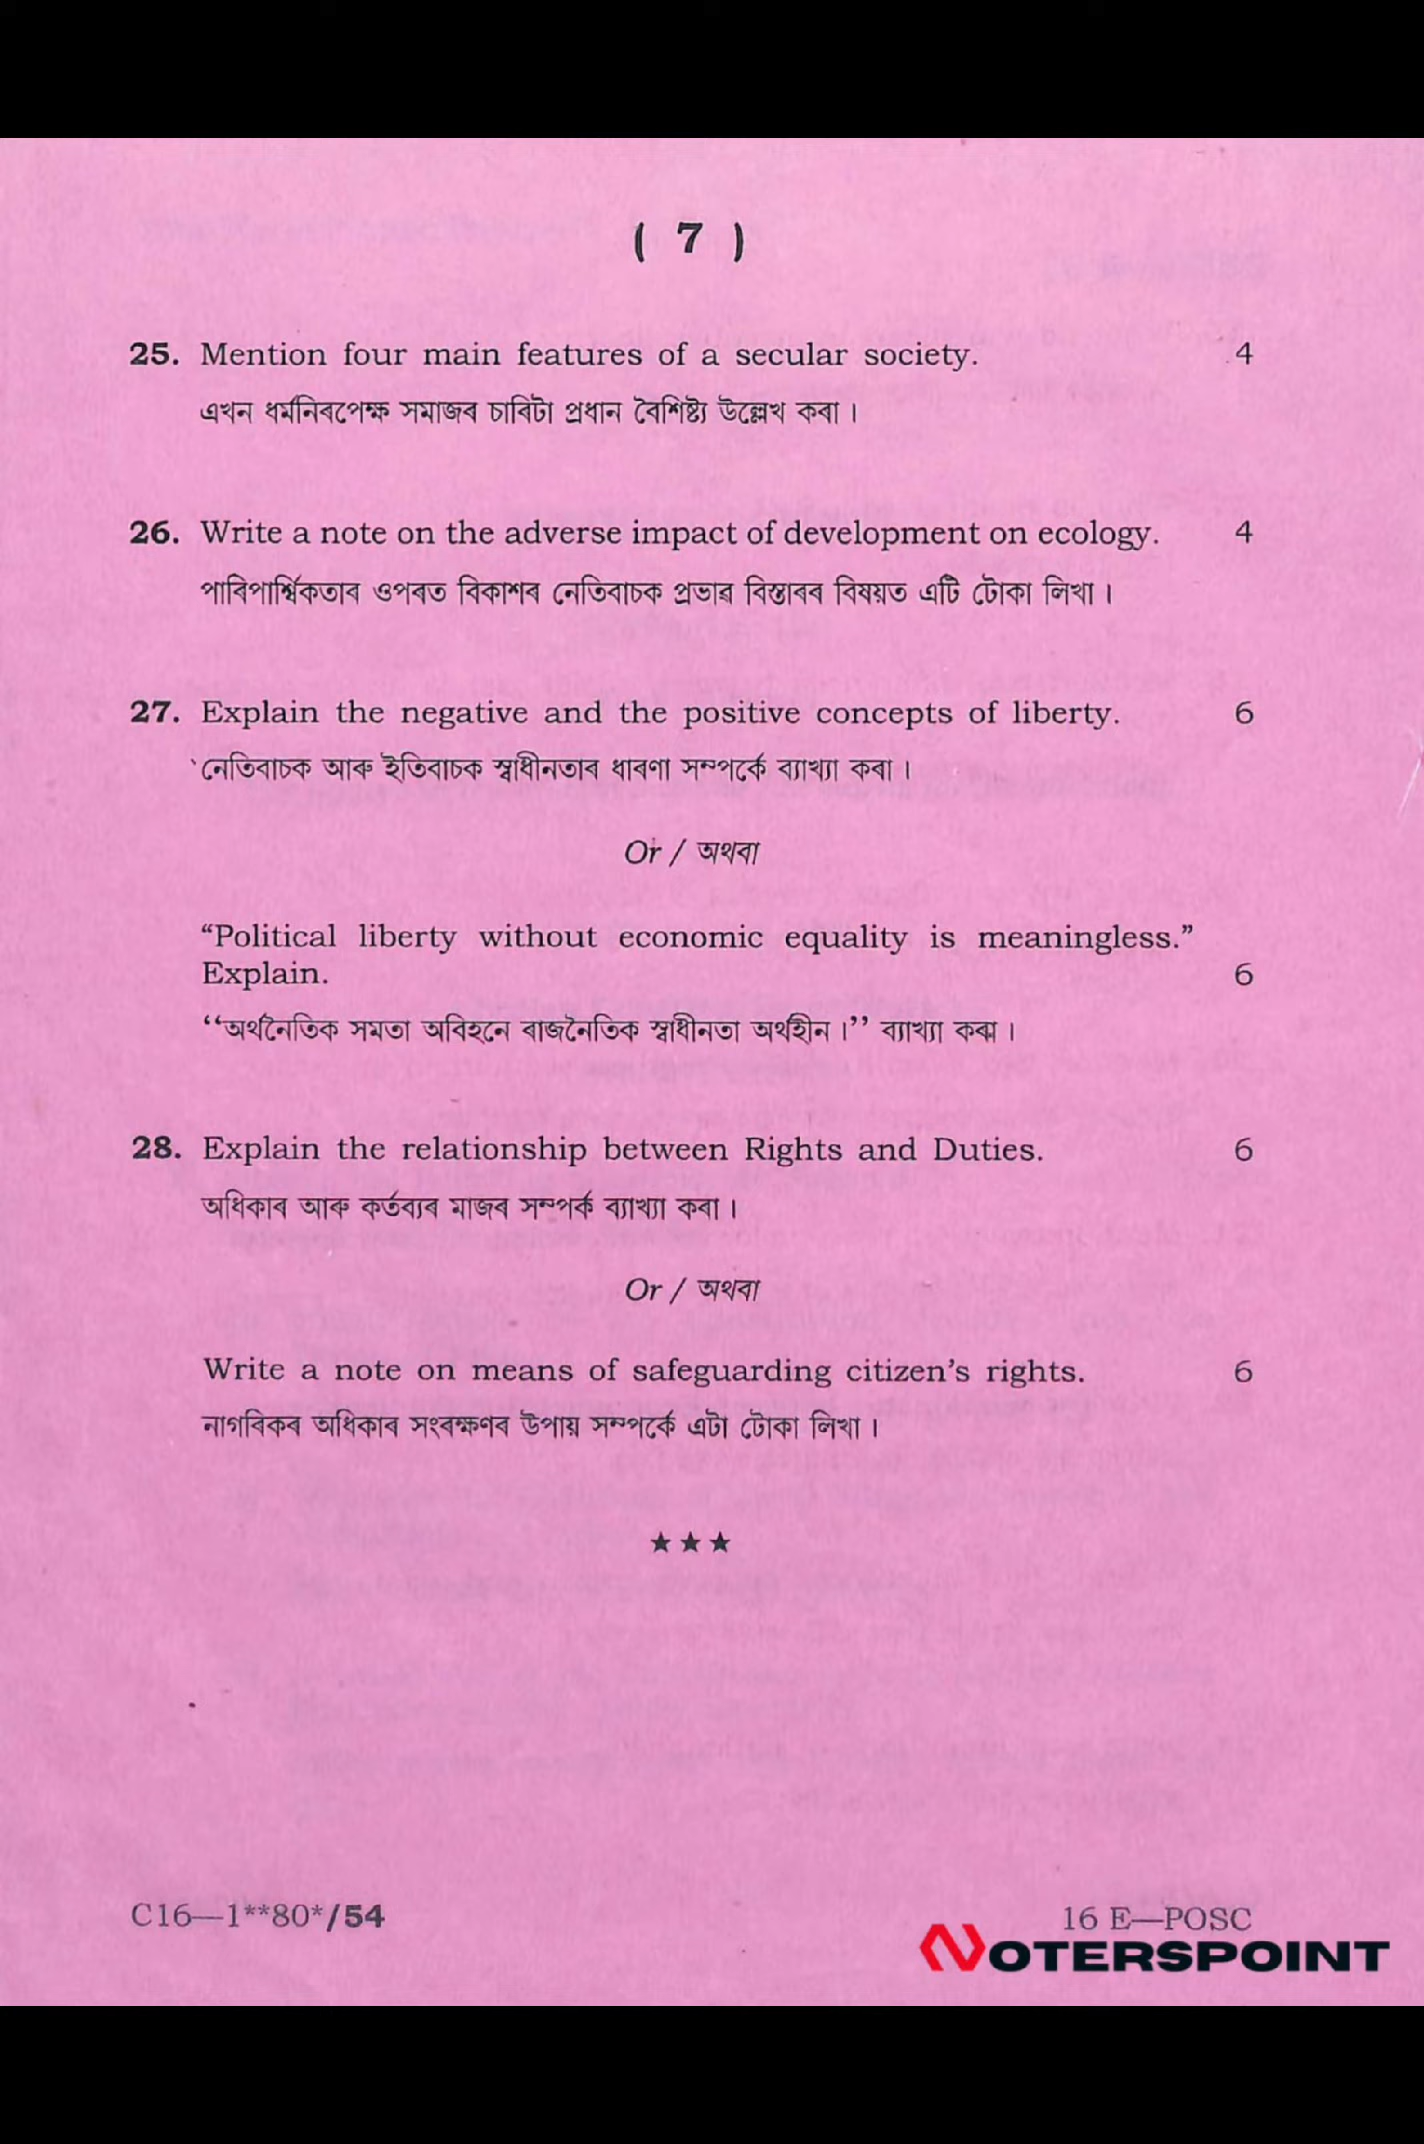 ( 7 )
25. Mention four main features of a secular society. 4
এখন ধৰ্মনিৰপেক্ষ সমাজৰ চাৰিটা প্ৰধান বৈশিষ্ট্য উল্লেখ কৰা ।
26. Write a note on the adverse impact of development on ecology. 4
পাৰিপাৰ্শ্বিকতাৰ ওপৰত বিকাশৰ নেতিবাচক প্ৰভাৱ বিস্তাৰৰ বিষয়ত এটি টোকা লিখা ।
27. Explain the negative and the positive concepts of liberty. 6
নেতিবাচক আৰু ইতিবাচক স্বাধীনতাৰ ধাৰণা সম্পৰ্কে ব্যাখ্যা কৰা ।
Or / অথবা
“Political liberty without economic equality is meaningless.”
Explain. 6
‘‘অৰ্থনৈতিক সমতা অবিহনে ৰাজনৈতিক স্বাধীনতা অৰ্থহীন ।’’ ব্যাখ্যা কৰা ।
28. Explain the relationship between Rights and Duties. 6
অধিকাৰ আৰু কৰ্তব্যৰ মাজৰ সম্পৰ্ক ব্যাখ্যা কৰা ।
Or / অথবা
Write a note on means of safeguarding citizen’s rights. 6
নাগৰিকৰ অধিকাৰ সংৰক্ষণৰ উপায় সম্পৰ্কে এটা টোকা লিখা ।
★★★
C16—1**80*/54 16 E—POSC
NOTERSPOINT